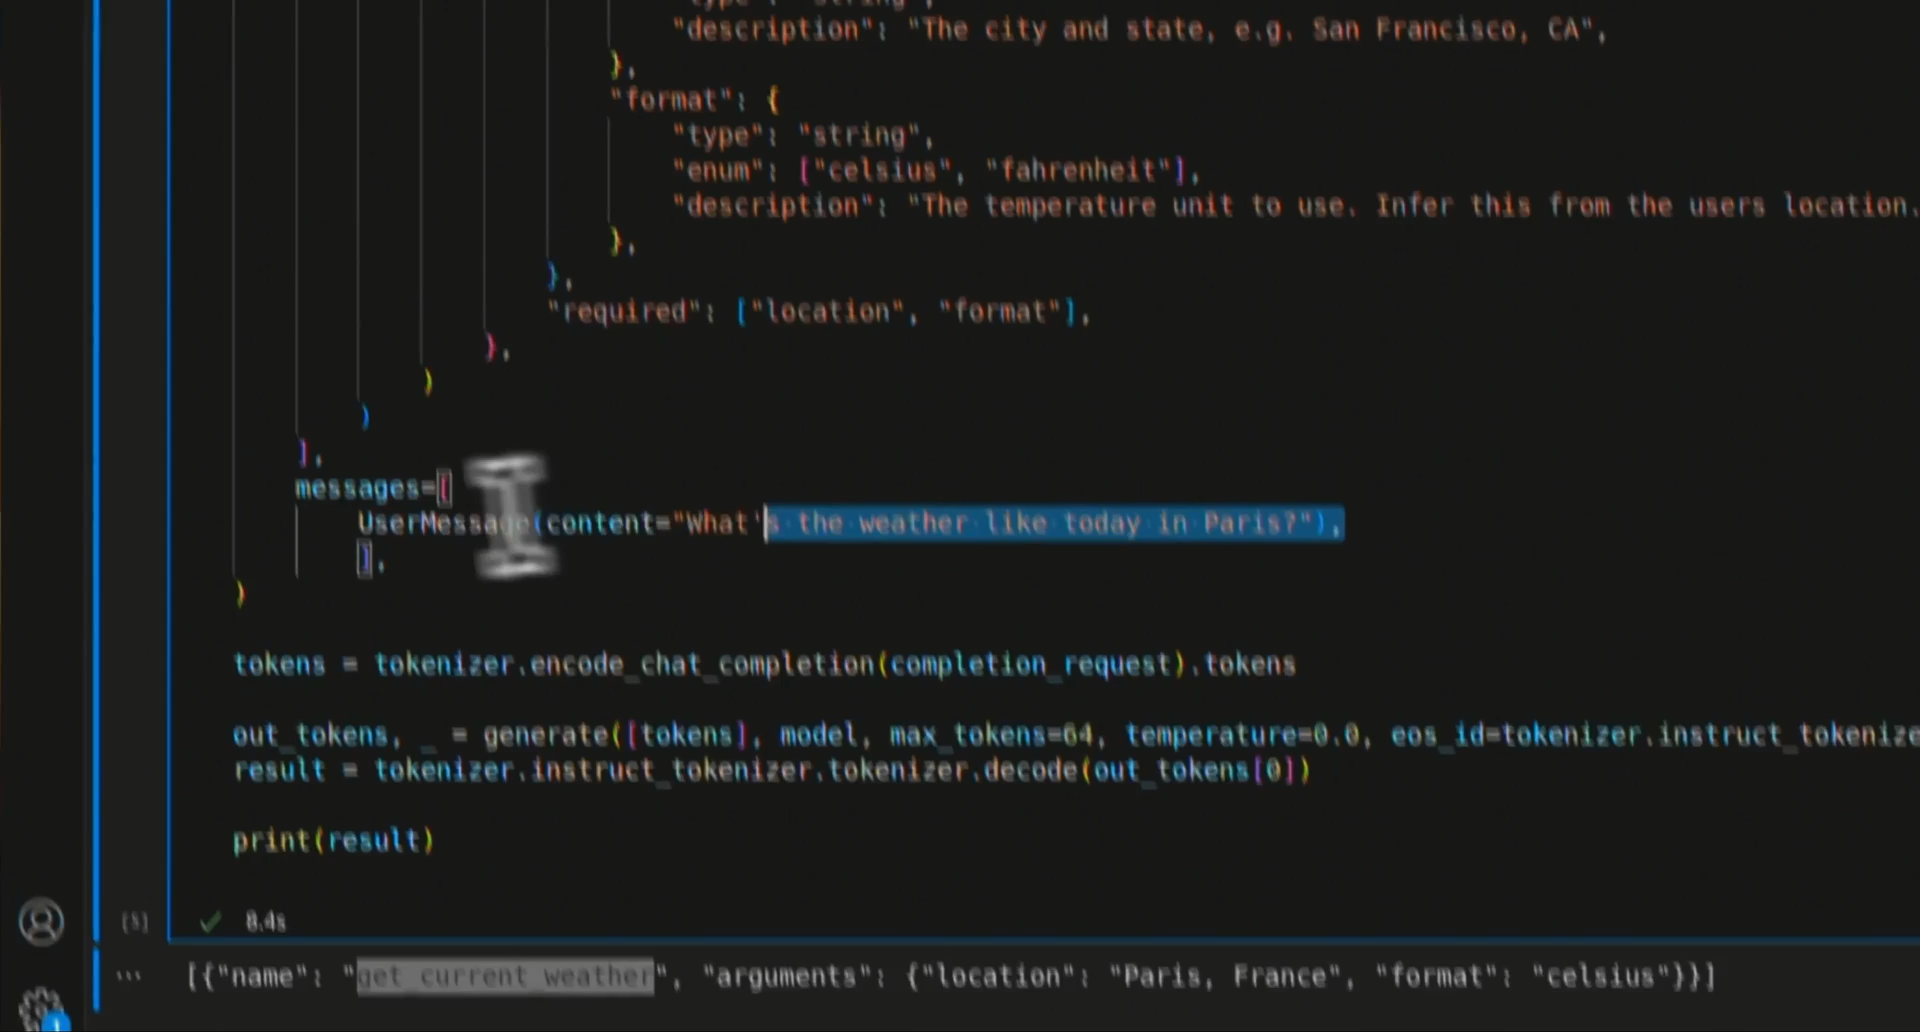 "description": "The city and state, e.g. San Francisco, CA",
},
"format": {
"type": "string",
"enum": ["celsius", "fahrenheit"],
"description": "The temperature unit to use. Infer this from the users location.
},
},
"required": ["location", "format"],
},
)
)
],
messages=[
UserMessage(content="What's the weather like today in Paris?"),
],
)
tokens = tokenizer.encode_chat_completion(completion_request).tokens
out_tokens, _ = generate([tokens], model, max_tokens=64, temperature=0.0, eos_id=tokenizer.instruct_tokenize
result = tokenizer.instruct_tokenizer.tokenizer.decode(out_tokens[0])
print(result)
[5] 8.4s
[{"name": "get_current_weather", "arguments": {"location": "Paris, France", "format": "celsius"}}]
1